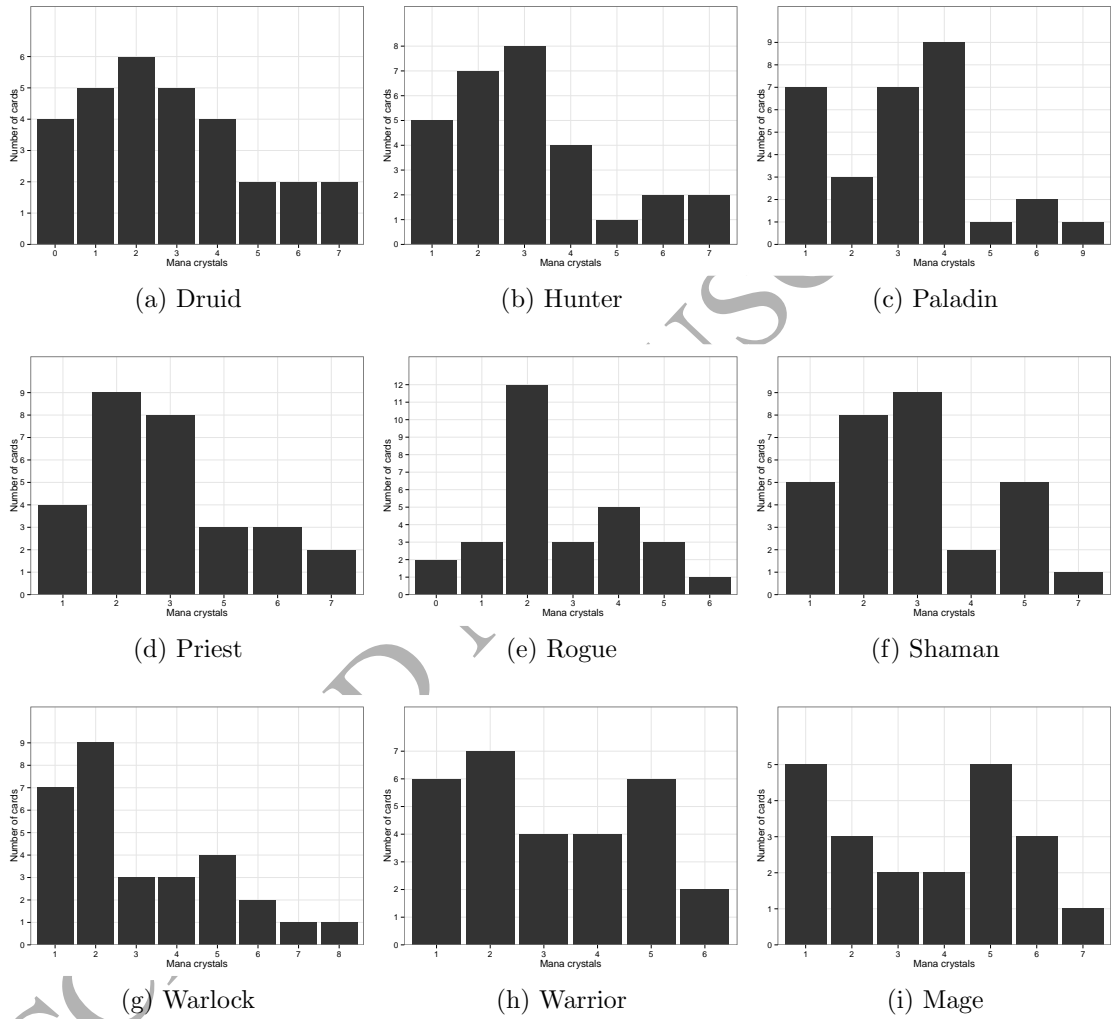 Number of cards
6
5
4
3
2
1
0
0 1 2 3 4 5 6 7
Mana crystals
(a) Druid
Number of cards
8
7
6
5
4
3
2
1
0
1 2 3 4 5 6 7
Mana crystals
(b) Hunter
Number of cards
9
8
7
6
5
4
3
2
1
0
1 2 3 4 5 6 9
Mana crystals
(c) Paladin
Number of cards
9
8
7
6
5
4
3
2
1
0
1 2 3 5 6 7
Mana crystals
(d) Priest
Number of cards
12
11
10
9
8
7
6
5
4
3
2
1
0
0 1 2 3 4 5 6
Mana crystals
(e) Rogue
Number of cards
9
8
7
6
5
4
3
2
1
0
1 2 3 4 5 7
Mana crystals
(f) Shaman
Number of cards
9
8
7
6
5
4
3
2
1
0
1 2 3 4 5 6 7 8
Mana crystals
(g) Warlock
Number of cards
7
6
5
4
3
2
1
0
1 2 3 4 5 6
Mana crystals
(h) Warrior
Number of cards
5
4
3
2
1
0
1 2 3 4 5 6 7
Mana crystals
(i) Mage